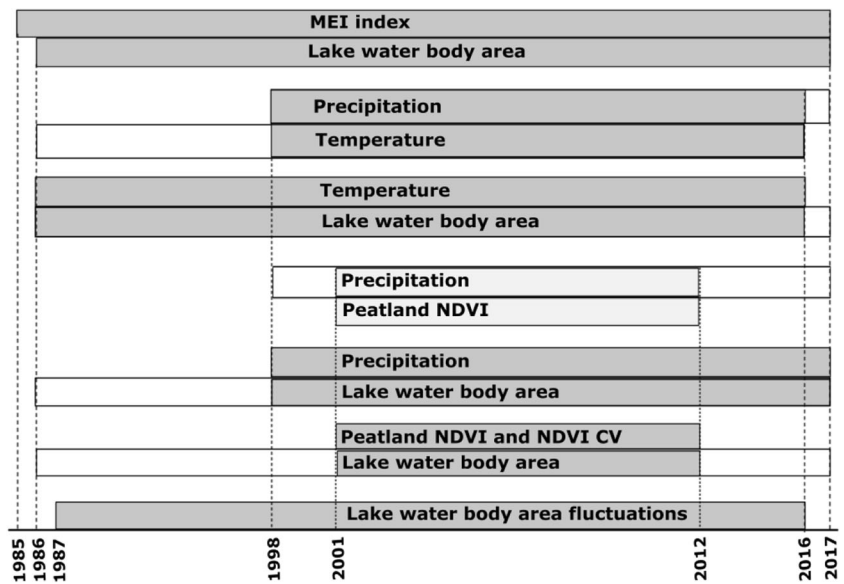 MEI index
Lake water body area
Precipitation
Temperature
Temperature
Lake water body area
Precipitation
Peatland NDVI
Precipitation
Lake water body area
Peatland NDVI and NDVI CV
Lake water body area
Lake water body area fluctuations
1985
1986
1987
1998
2001
2012
2016
2017